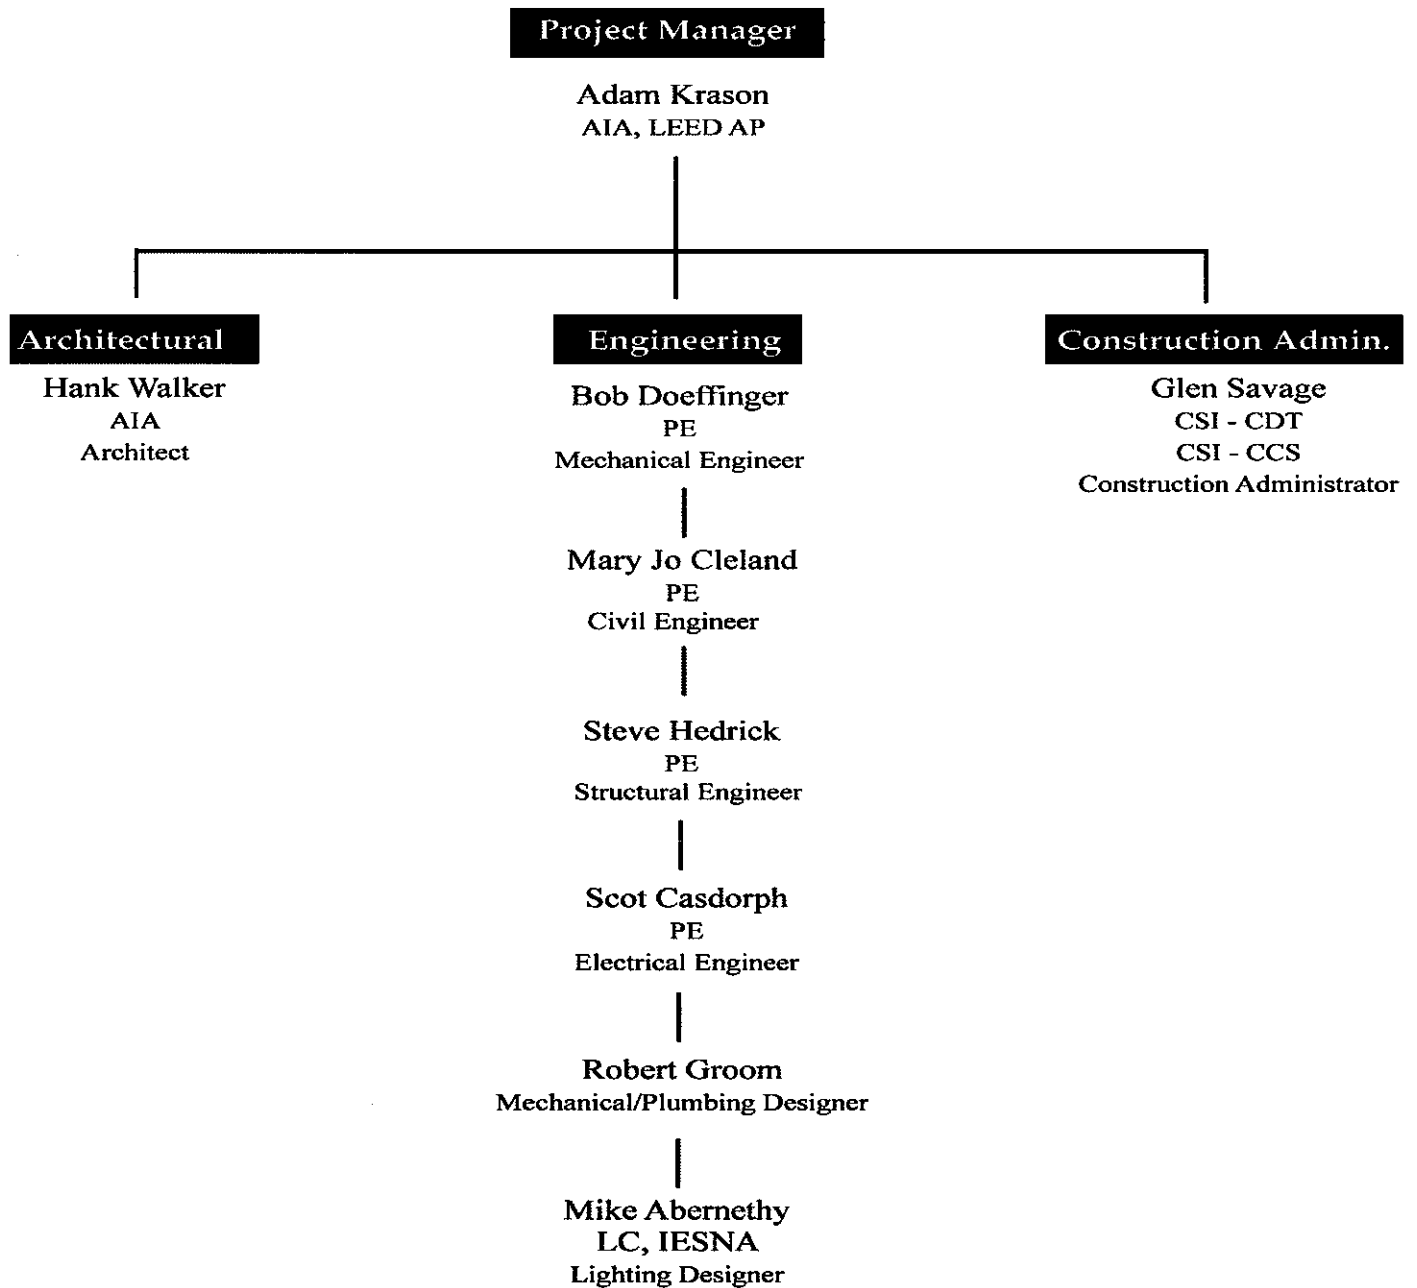 Project Manager
Adam Krason
AIA, LEED AP
Architectural
Hank Walker
AIA
Architect
Engineering
Bob Doeffinger
PE
Mechanical Engineer
Mary Jo Cleland
PE
Civil Engineer
Steve Hedrick
PE
Structural Engineer
Scot Casdorph
PE
Electrical Engineer
Robert Groom
Mechanical/Plumbing Designer
Mike Abernethy
LC, IESNA
Lighting Designer
Construction Admin.
Glen Savage
CSI - CDT
CSI - CCS
Construction Administrator